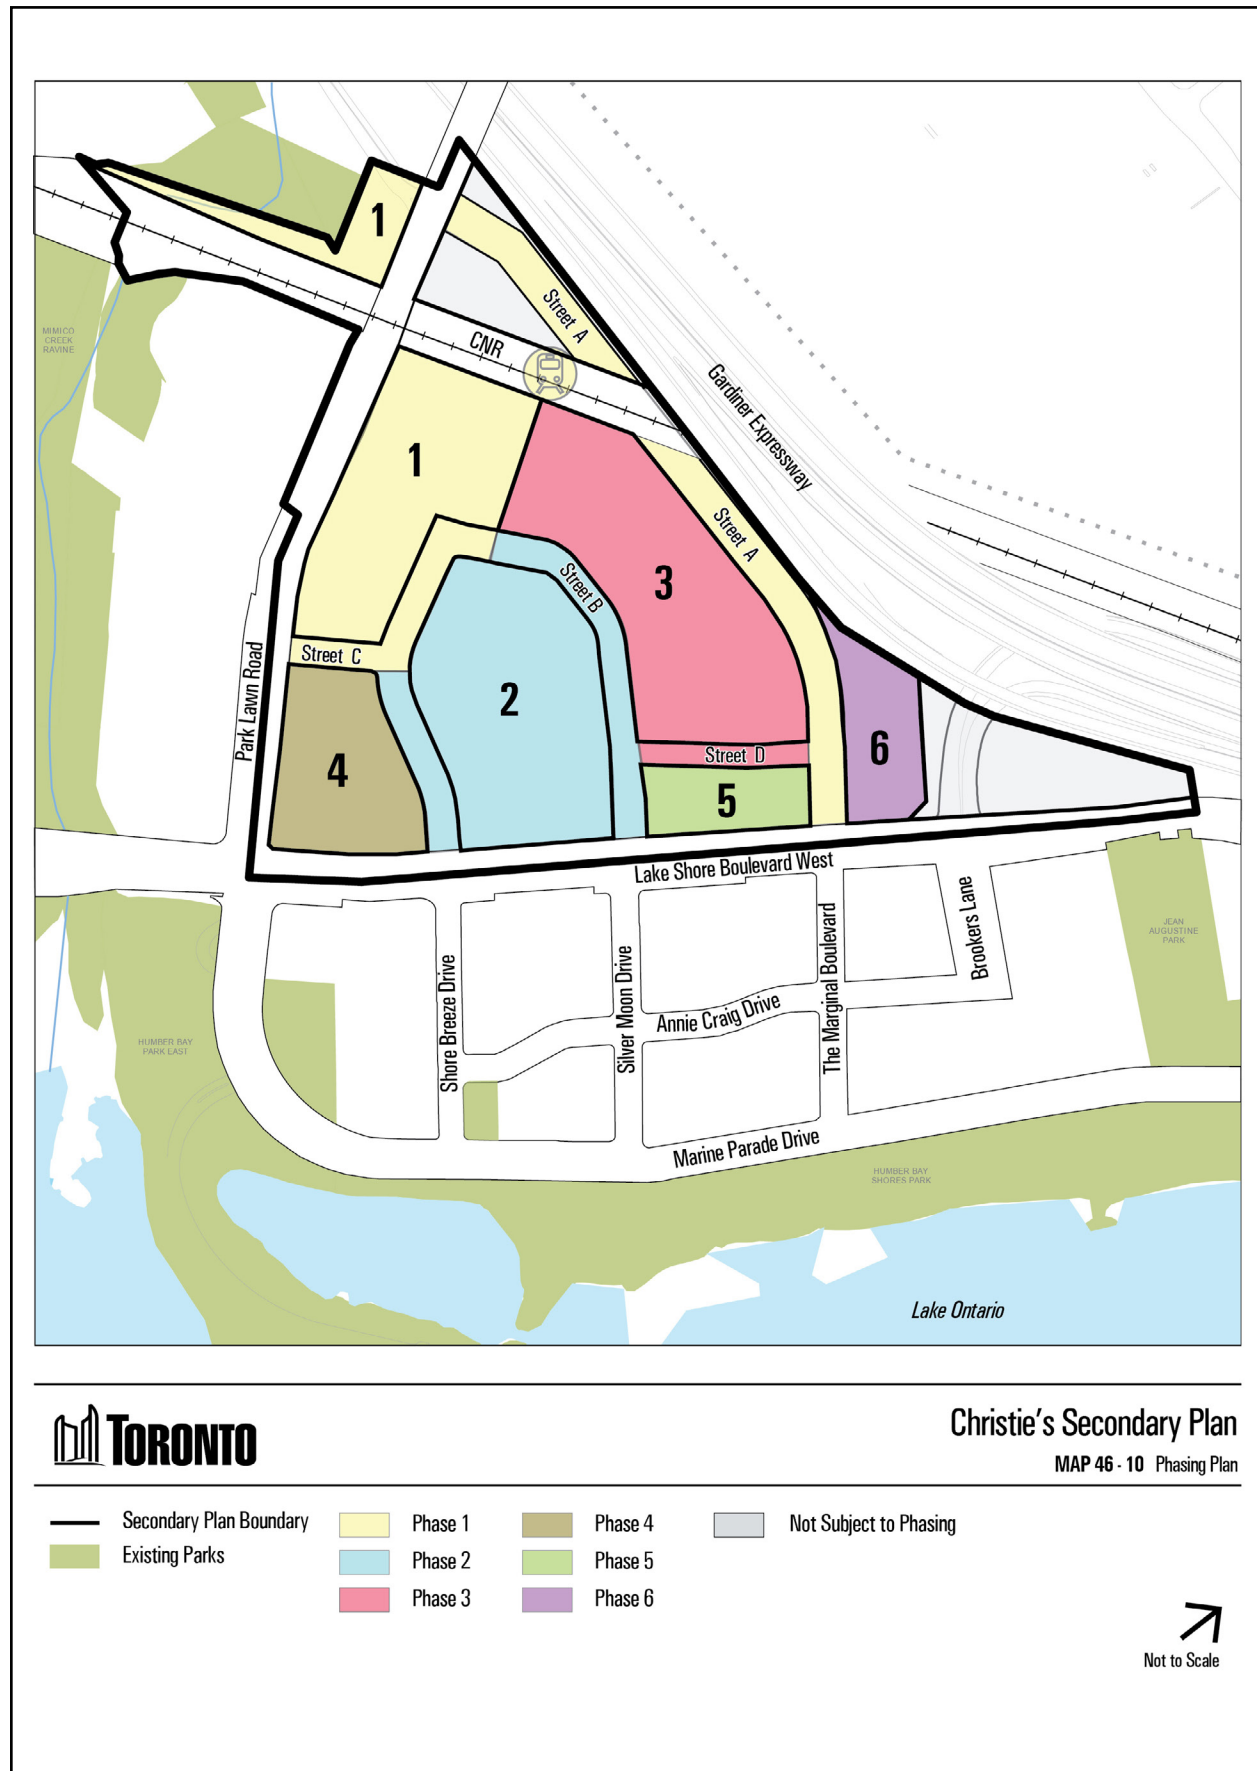 1
Street A
MIMICO
CREEK
RAVINE
CNR
Gardiner Expressway
1
Street A
3
Street B
Street C
Park Lawn Road
2
4
Street D
6
5
Lake Shore Boulevard West
Shore Breeze Drive
Silver Moon Drive
Annie Craig Drive
The Marginal Boulevard
Brookers Lane
JEAN
AUGUSTINE
PARK
HUMBER BAY
PARK EAST
Marine Parade Drive
HUMBER BAY
SHORES PARK
Lake Ontario
TORONTO
Christie's Secondary Plan
MAP 46 - 10 Phasing Plan
Secondary Plan Boundary
Existing Parks
Phase 1
Phase 2
Phase 3
Phase 4
Phase 5
Phase 6
Not Subject to Phasing
Not to Scale